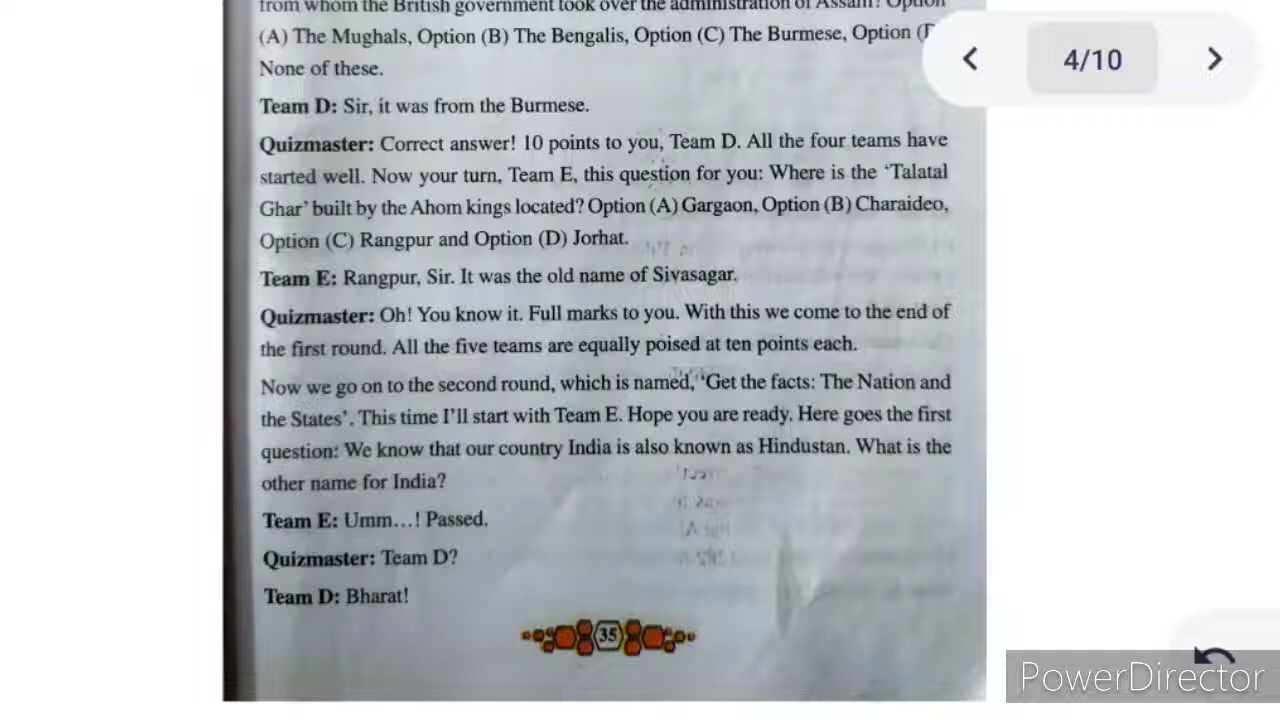 from whom the British government took over the administration of Assam? Option
(A) The Mughals, Option (B) The Bengalis, Option (C) The Burmese, Option
None of these.
Team D: Sir, it was from the Burmese.
Quizmaster: Correct answer! 10 points to you, Team D. All the four teams have
started well. Now your turn, Team E, this question for you: Where is the ‘Talatal
Ghar’ built by the Ahom kings located? Option (A) Gargaon, Option (B) Charaideo,
Option (C) Rangpur and Option (D) Jorhat.
Team E: Rangpur, Sir. It was the old name of Sivasagar.
Quizmaster: Oh! You know it. Full marks to you. With this we come to the end of
the first round. All the five teams are equally poised at ten points each.
Now we go on to the second round, which is named, ‘Get the facts: The Nation and
the States’. This time I’ll start with Team E. Hope you are ready. Here goes the first
question: We know that our country India is also known as Hindustan. What is the
other name for India?
Team E: Umm...! Passed.
Quizmaster: Team D?
Team D: Bharat!
35
4/10
PowerDirector